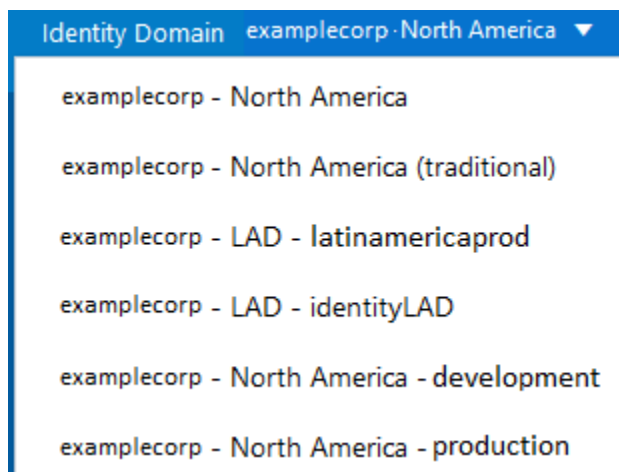 Identity Domain examplecorp·North America ▼
examplecorp - North America
examplecorp - North America (traditional)
examplecorp - LAD - latinamericaprod
examplecorp - LAD - identityLAD
examplecorp - North America - development
examplecorp - North America - production